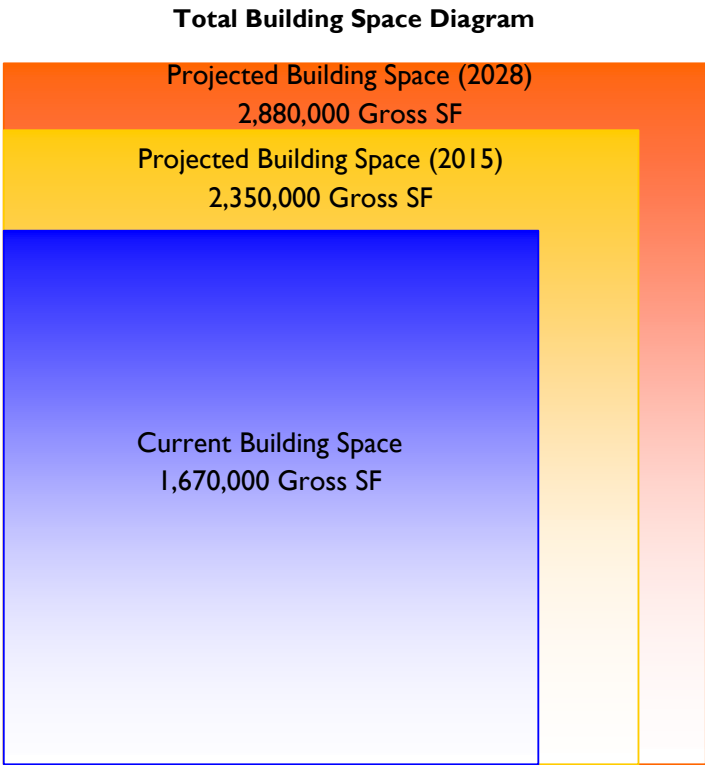 Total Building Space Diagram
Projected Building Space (2028)
2,880,000 Gross SF
Projected Building Space (2015)
2,350,000 Gross SF
Current Building Space
1,670,000 Gross SF